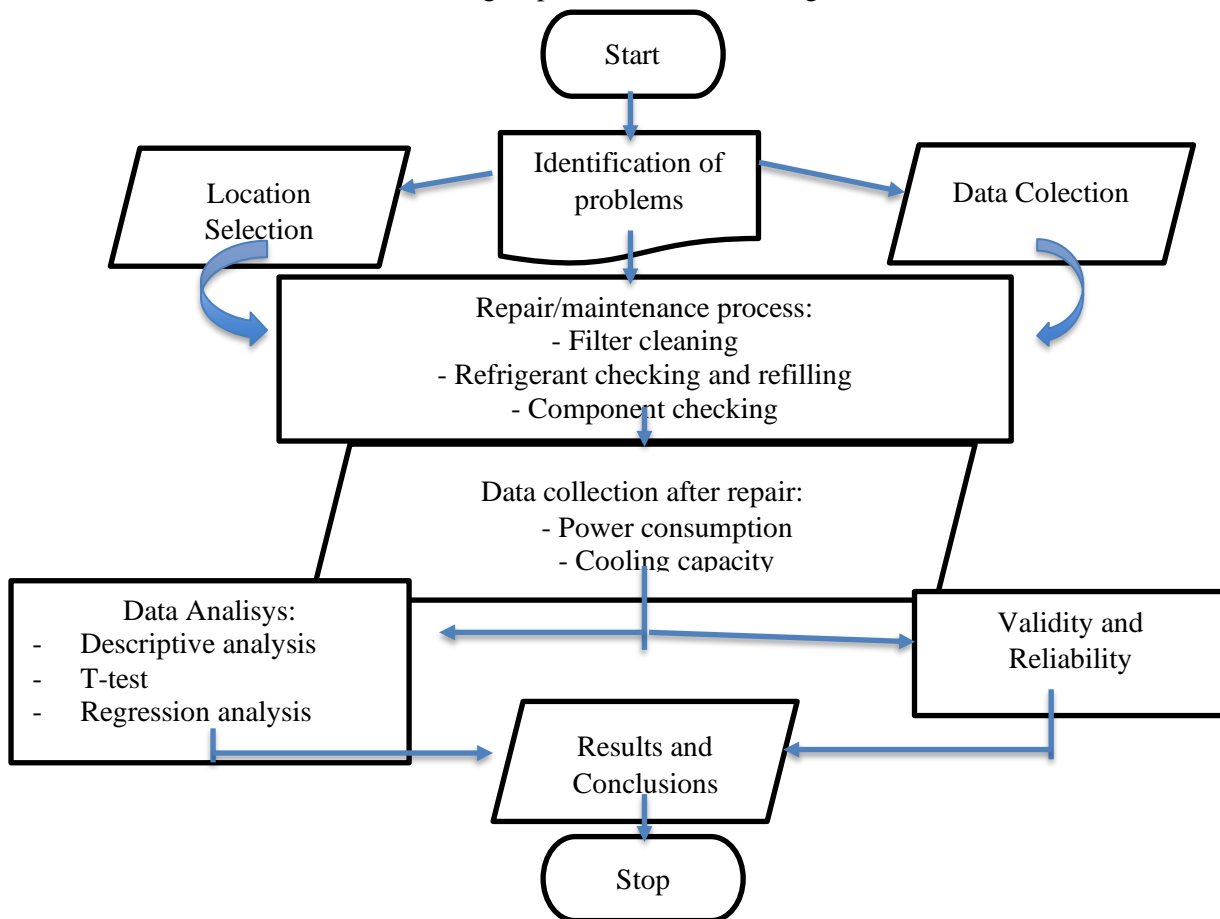 Start
Identification of
problems
Location
Selection
Data Colection
Repair/maintenance process:
- Filter cleaning
- Refrigerant checking and refilling
- Component checking
Data collection after repair:
- Power consumption
- Cooling capacity
Data Analisys:
- Descriptive analysis
- T-test
- Regression analysis
Validity and
Reliability
Results and
Conclusions
Stop